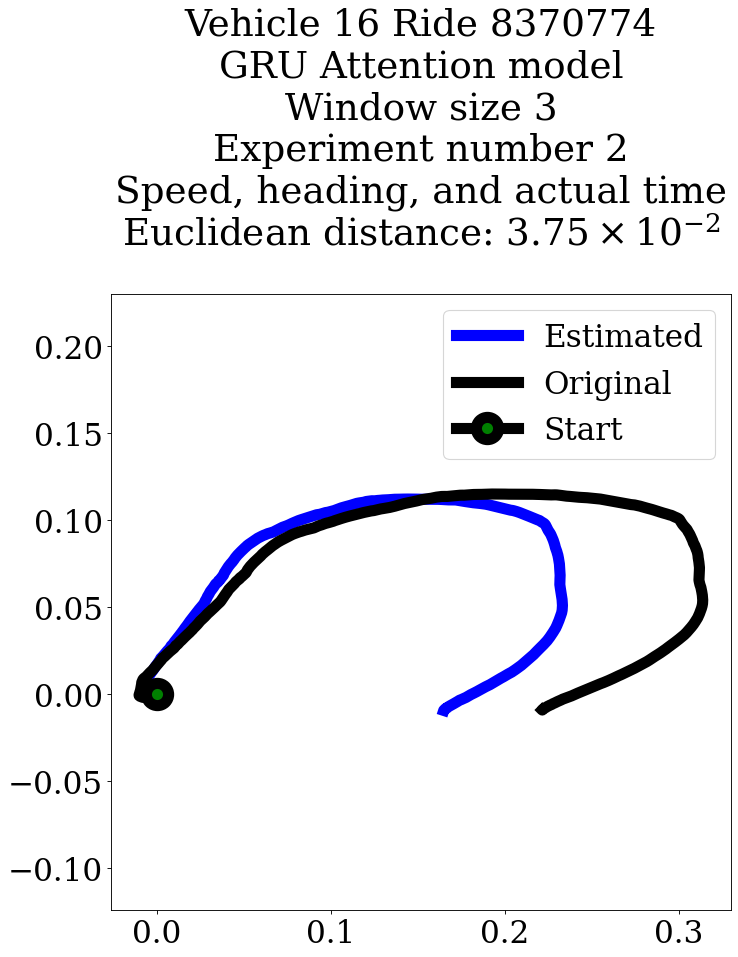 Vehicle 16 Ride 8370774
GRU Attention model
Window size 3
Experiment number 2
Speed, heading, and actual time
Euclidean distance: 3.75 × 10⁻²
Estimated
Original
Start
0.20
0.15
0.10
0.05
0.00
−0.05
−0.10
0.0 0.1 0.2 0.3